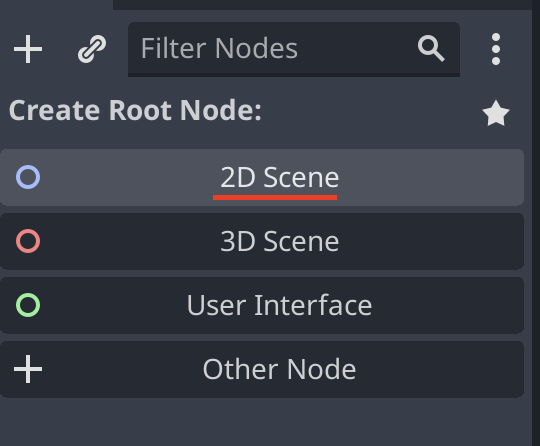 Filter Nodes
Create Root Node:
2D Scene
3D Scene
User Interface
Other Node